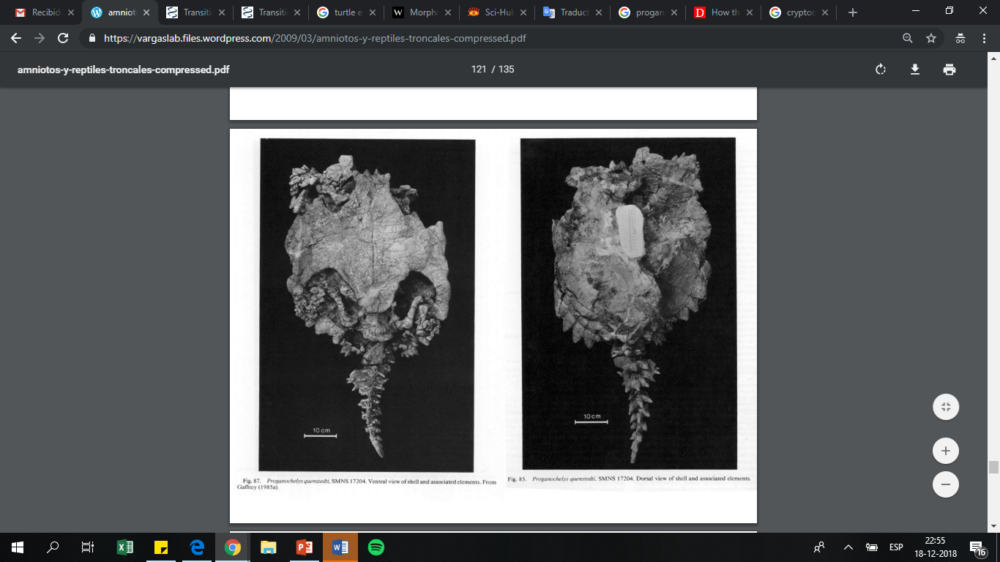 Recibid
amniot
Transiti
Transiti
turtle e
Morpho
Sci-Hu
Traduct
progan
How th
cryptoc
https://vargaslab.files.wordpress.com/2009/03/amniotos-y-reptiles-troncales-compressed.pdf
amniotos-y-reptiles-troncales-compressed.pdf
121 / 135
10 cm
10 cm
Fig. 87. Proganochelys quenstedti, SMNS 17204. Ventral view of shell and associated elements. From
Gaffney (1985a).
Fig. 85. Proganochelys quenstedti, SMNS 17204. Dorsal view of shell and associated elements.
ESP
22:55
18-12-2018
16